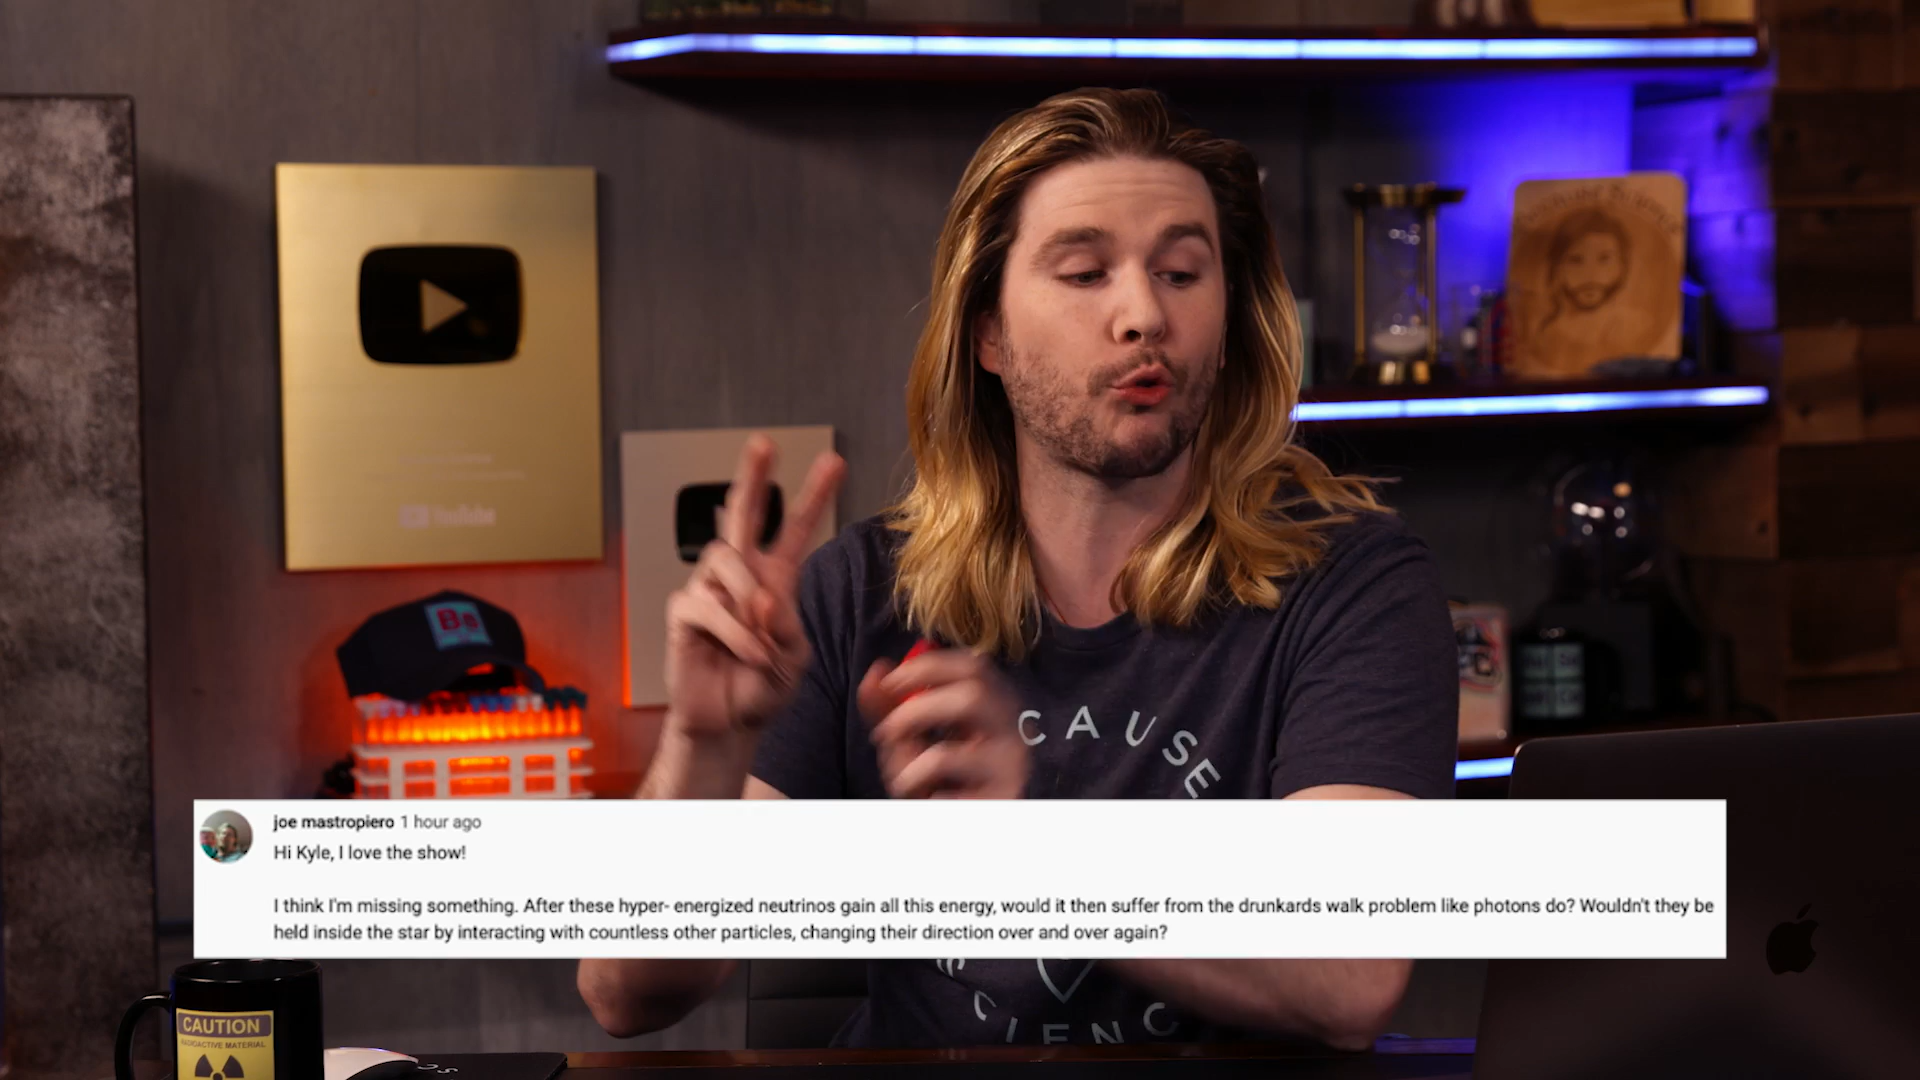 YouTube
Bs
CAUSE
joe mastropiero 1 hour ago
Hi Kyle, I love the show!
I think I'm missing something. After these hyper- energized neutrinos gain all this energy, would it then suffer from the drunkards walk problem like photons do? Wouldn't they be
held inside the star by interacting with countless other particles, changing their direction over and over again?
CIENC
CAUTION
RADIOACTIVE MATERIAL